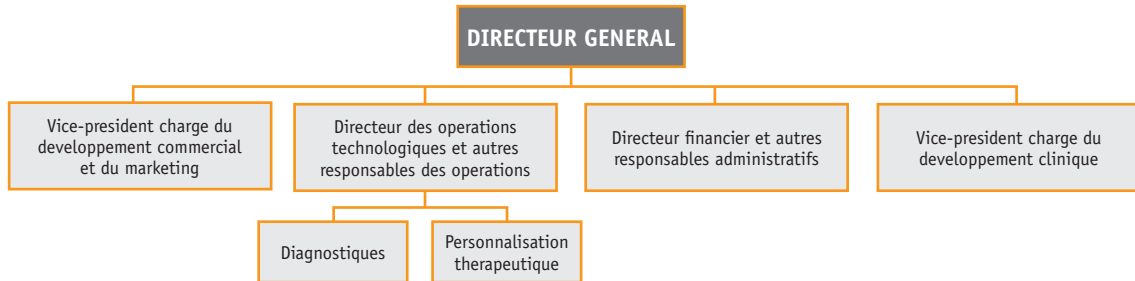 DIRECTEUR GENERAL
Vice-president charge du
developpement commercial
et du marketing
Directeur des operations
technologiques et autres
responsables des operations
Directeur financier et autres
responsables administratifs
Vice-president charge du
developpement clinique
Diagnostiques
Personnalisation
therapeutique